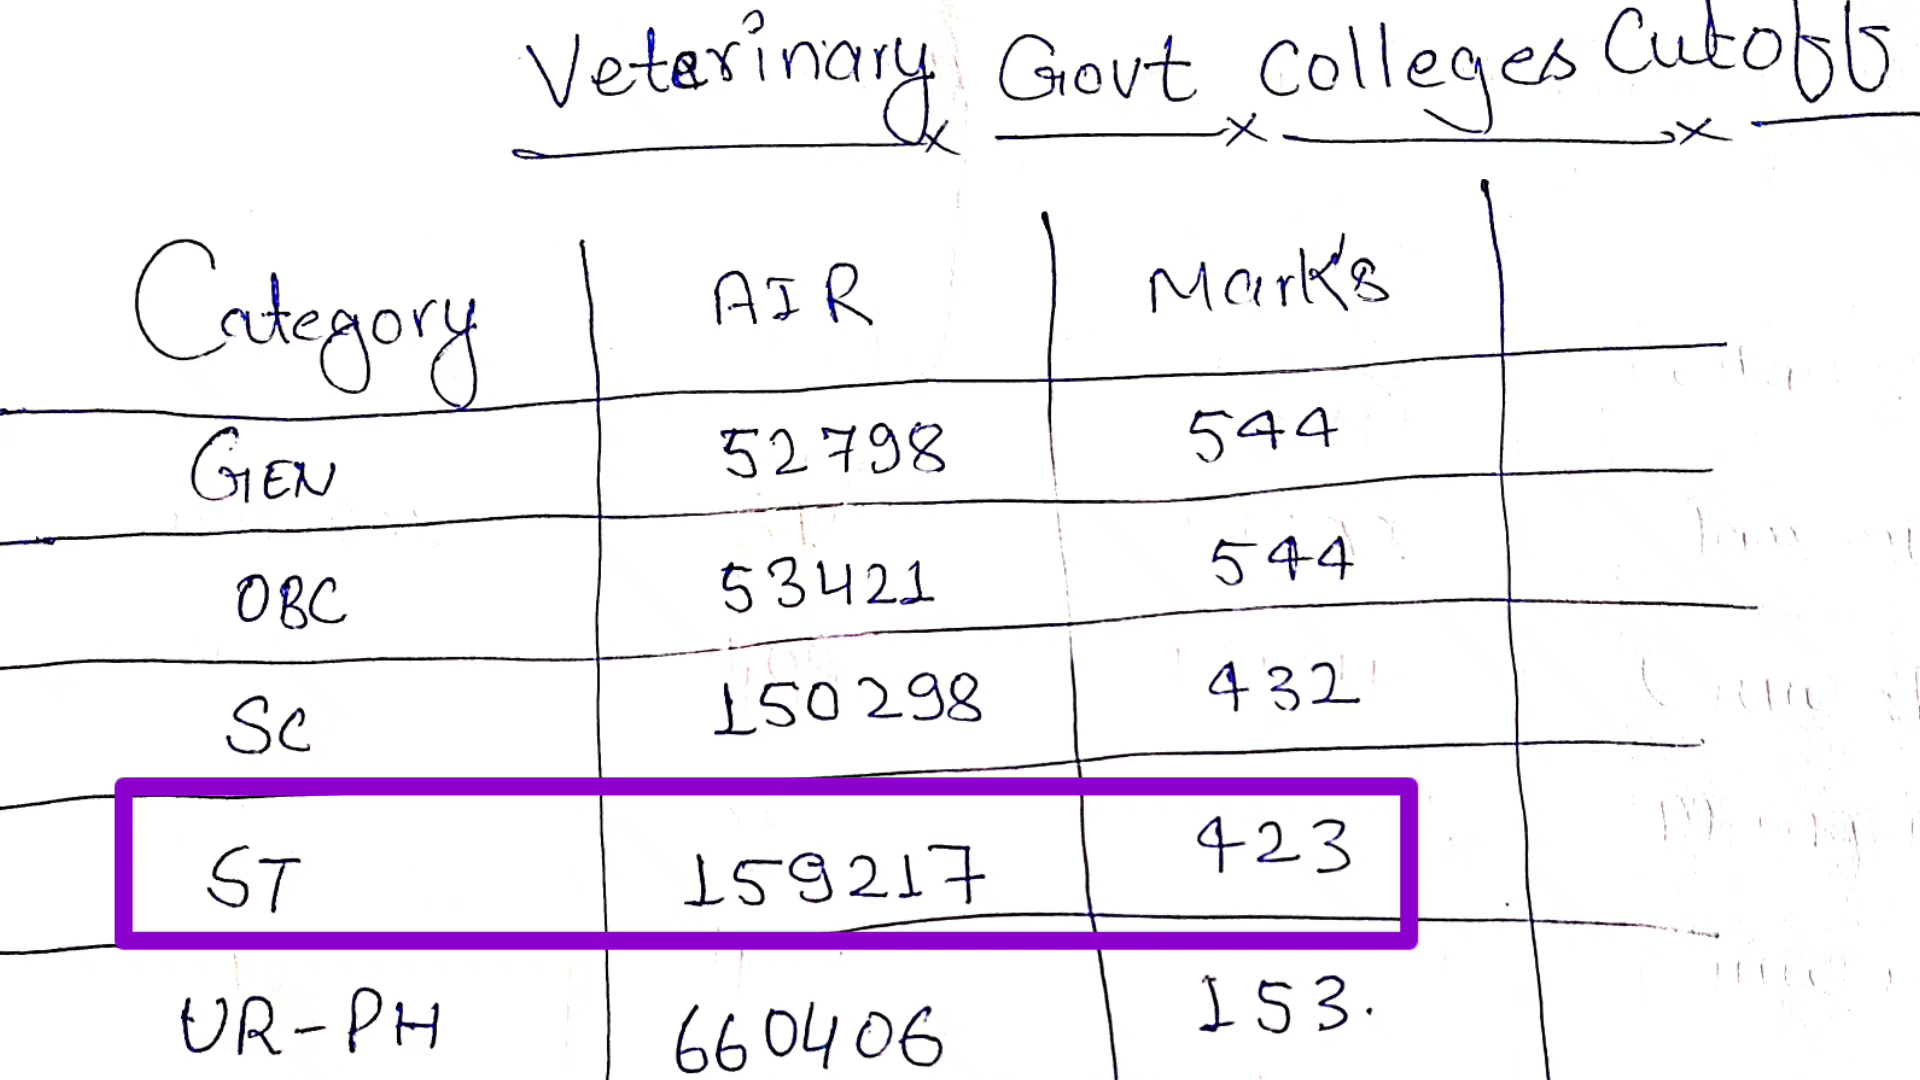 Veterinary Govt Colleges Cutoff
Category AIR Mark's
GEN 52798 544
OBC 53421 544
SC 150298 432
ST 159217 423
UR-PH 660406 153.